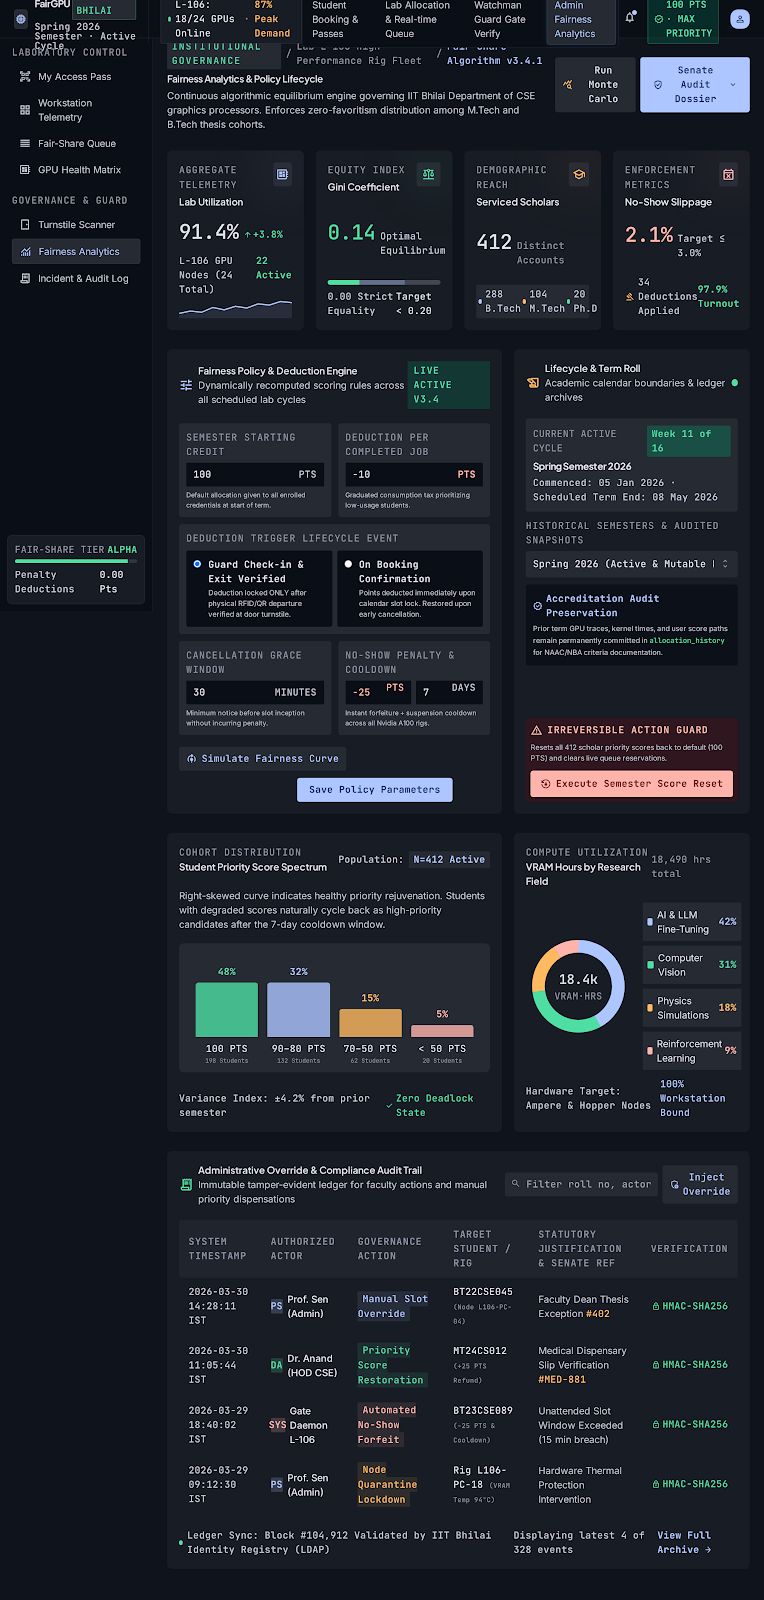 FairGPU
BHILAI
Spring 2026
Semester · Active
Cycle
L-106:
18/24 GPUs
Online
·
87%
Peak
Demand
Student
Booking &
Passes
Lab Allocation
& Real-time
Queue
Watchman
Guard Gate
Verify
Admin
Fairness
Analytics
100 PTS
· MAX
PRIORITY
LABORATORY CONTROL
My Access Pass
Workstation
Telemetry
Fair-Share Queue
GPU Health Matrix
GOVERNANCE & GUARD
Turnstile Scanner
Fairness Analytics
Incident & Audit Log
FAIR-SHARE TIER ALPHA
Penalty
Deductions
0.00
Pts
INSTITUTIONAL
GOVERNANCE
/ Lab L-106 High
Performance Rig Fleet
/ Fair-Share
Algorithm v3.4.1
Fairness Analytics & Policy Lifecycle
Continuous algorithmic equilibrium engine governing IIT Bhilai Department of CSE
graphics processors. Enforces zero-favoritism distribution among M.Tech and
B.Tech thesis cohorts.
Run
Monte
Carlo
Senate
Audit
Dossier
AGGREGATE
TELEMETRY
Lab Utilization
91.4% ↑ +3.8%
L-106 GPU
Nodes (24
Total)
22
Active
EQUITY INDEX
Gini Coefficient
0.14 Optimal
Equilibrium
0.00 Strict
Equality
Target
< 0.20
DEMOGRAPHIC
REACH
Serviced Scholars
412 Distinct
Accounts
288
B.Tech
104
M.Tech
20
Ph.D
ENFORCEMENT
METRICS
No-Show Slippage
2.1% Target ≤
3.0%
34
Deductions
Applied
97.9%
Turnout
Fairness Policy & Deduction Engine
Dynamically recomputed scoring rules across
all scheduled lab cycles
LIVE
ACTIVE
V3.4
SEMESTER STARTING
CREDIT
100 PTS
Default allocation given to all enrolled
credentials at start of term.
DEDUCTION PER
COMPLETED JOB
-10 PTS
Graduated consumption tax prioritizing
low-usage students.
DEDUCTION TRIGGER LIFECYCLE EVENT
Guard Check-in &
Exit Verified
Deduction locked ONLY after
physical RFID/QR departure
verified at door turnstile.
On Booking
Confirmation
Points deducted immediately upon
calendar slot lock. Restored upon
early cancellation.
CANCELLATION GRACE
WINDOW
30 MINUTES
Minimum notice before slot inception
without incurring penalty.
NO-SHOW PENALTY &
COOLDOWN
-25 PTS 7 DAYS
Instant forfeiture + suspension cooldown
across all Nvidia A100 rigs.
Simulate Fairness Curve
Save Policy Parameters
Lifecycle & Term Roll
Academic calendar boundaries & ledger
archives
CURRENT ACTIVE
CYCLE
Week 11 of
16
Spring Semester 2026
Commenced: 05 Jan 2026 ·
Scheduled Term End: 08 May 2026
HISTORICAL SEMESTERS & AUDITED
SNAPSHOTS
Spring 2026 (Active & Mutable
Accreditation Audit
Preservation
Prior term GPU traces, kernel times, and user score paths
remain permanently committed in allocation_history
for NAAC/NBA criteria documentation.
IRREVERSIBLE ACTION GUARD
Resets all 412 scholar priority scores back to default (100
PTS) and clears live queue reservations.
Execute Semester Score Reset
COHORT DISTRIBUTION
Student Priority Score Spectrum
Population: N=412 Active
Right-skewed curve indicates healthy priority rejuvenation. Students
with degraded scores naturally cycle back as high-priority
candidates after the 7-day cooldown window.
48% 32% 15% 5%
100 PTS 90-80 PTS 70-50 PTS < 50 PTS
198 Students 132 Students 62 Students 20 Students
Variance Index: ±4.2% from prior
semester
Zero Deadlock
State
COMPUTE UTILIZATION
VRAM Hours by Research
Field
18,490 hrs
total
18.4k
VRAM-HRS
AI & LLM
Fine-Tuning 42%
Computer
Vision 31%
Physics
Simulations 18%
Reinforcement
Learning 9%
Hardware Target:
Ampere & Hopper Nodes
100%
Workstation
Bound
Administrative Override & Compliance Audit Trail
Immutable tamper-evident ledger for faculty actions and manual
priority dispensations
Filter roll no, actor
Inject
Override
SYSTEM
TIMESTAMP
AUTHORIZED
ACTOR
GOVERNANCE
ACTION
TARGET
STUDENT /
RIG
STATUTORY
JUSTIFICATION
& SENATE REF
VERIFICATION
2026-03-30
14:28:11
IST
PS Prof. Sen
(Admin)
Manual Slot
Override
BT22CSE045
(Node L106-PC-
04)
Faculty Dean Thesis
Exception #402
HMAC-SHA256
2026-03-30
11:05:44
IST
DA Dr. Anand
(HOD CSE)
Priority
Score
Restoration
MT24CS012
(+25 PTS
Refund)
Medical Dispensary
Slip Verification
#MED-881
HMAC-SHA256
2026-03-29
18:40:02
IST
SYS Gate
Daemon
L-106
Automated
No-Show
Forfeit
BT23CSE089
(-25 PTS &
Cooldown)
Unattended Slot
Window Exceeded
(15 min breach)
HMAC-SHA256
2026-03-29
09:12:30
IST
PS Prof. Sen
(Admin)
Node
Quarantine
Lockdown
Rig L106-
PC-18 (VRAM
Temp 94°C)
Hardware Thermal
Protection
Intervention
HMAC-SHA256
Ledger Sync: Block #104,912 Validated by IIT Bhilai
Identity Registry (LDAP)
Displaying latest 4 of
328 events
View Full
Archive →